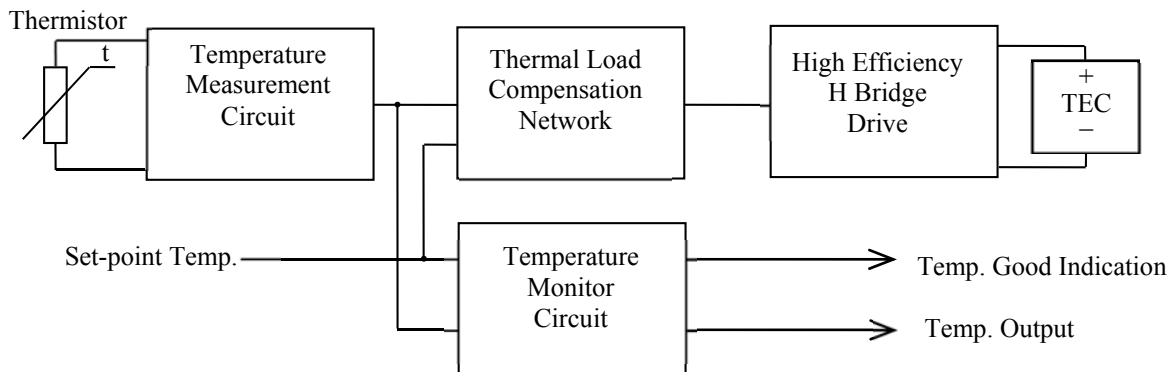 Thermistor
t
Temperature
Measurement
Circuit
Thermal Load
Compensation
Network
High Efficiency
H Bridge
Drive
+
TEC
−
Set-point Temp.
Temperature
Monitor
Circuit
Temp. Good Indication
Temp. Output